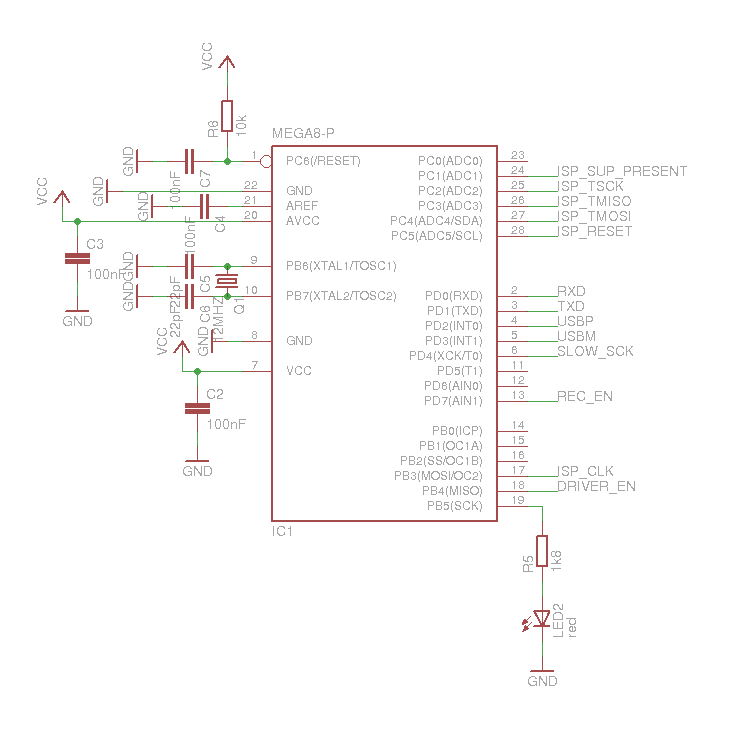 VCC
R6
10k
MEGA8-P
GND
100nF
C7
1
PC6(/RESET)
PC0(ADC0)
23
PC1(ADC1)
24
ISP_SUP_PRESENT
VCC
GND
22
GND
PC2(ADC2)
25
ISP_TSCK
GND
100nF
C4
21
AREF
PC3(ADC3)
26
ISP_TMISO
20
AVCC
PC4(ADC4/SDA)
27
ISP_TMOSI
PC5(ADC5/SCL)
28
ISP_RESET
C3
100nF
GND
GND
22pF
C5
9
PB6(XTAL1/TOSC1)
GND
22pF
C6
12MHZ
Q1
10
PB7(XTAL2/TOSC2)
PD0(RXD)
2
RXD
PD1(TXD)
3
TXD
PD2(INT0)
4
USBP
VCC
GND
8
GND
PD3(INT1)
5
USBM
PD4(XCK/T0)
6
SLOW_SCK
7
VCC
PD5(T1)
11
PD6(AIN0)
12
PD7(AIN1)
13
REC_EN
C2
100nF
GND
PB0(ICP)
14
PB1(OC1A)
15
PB2(SS/OC1B)
16
PB3(MOSI/OC2)
17
ISP_CLK
PB4(MISO)
18
DRIVER_EN
PB5(SCK)
19
IC1
R5
1k8
LED2
red
GND